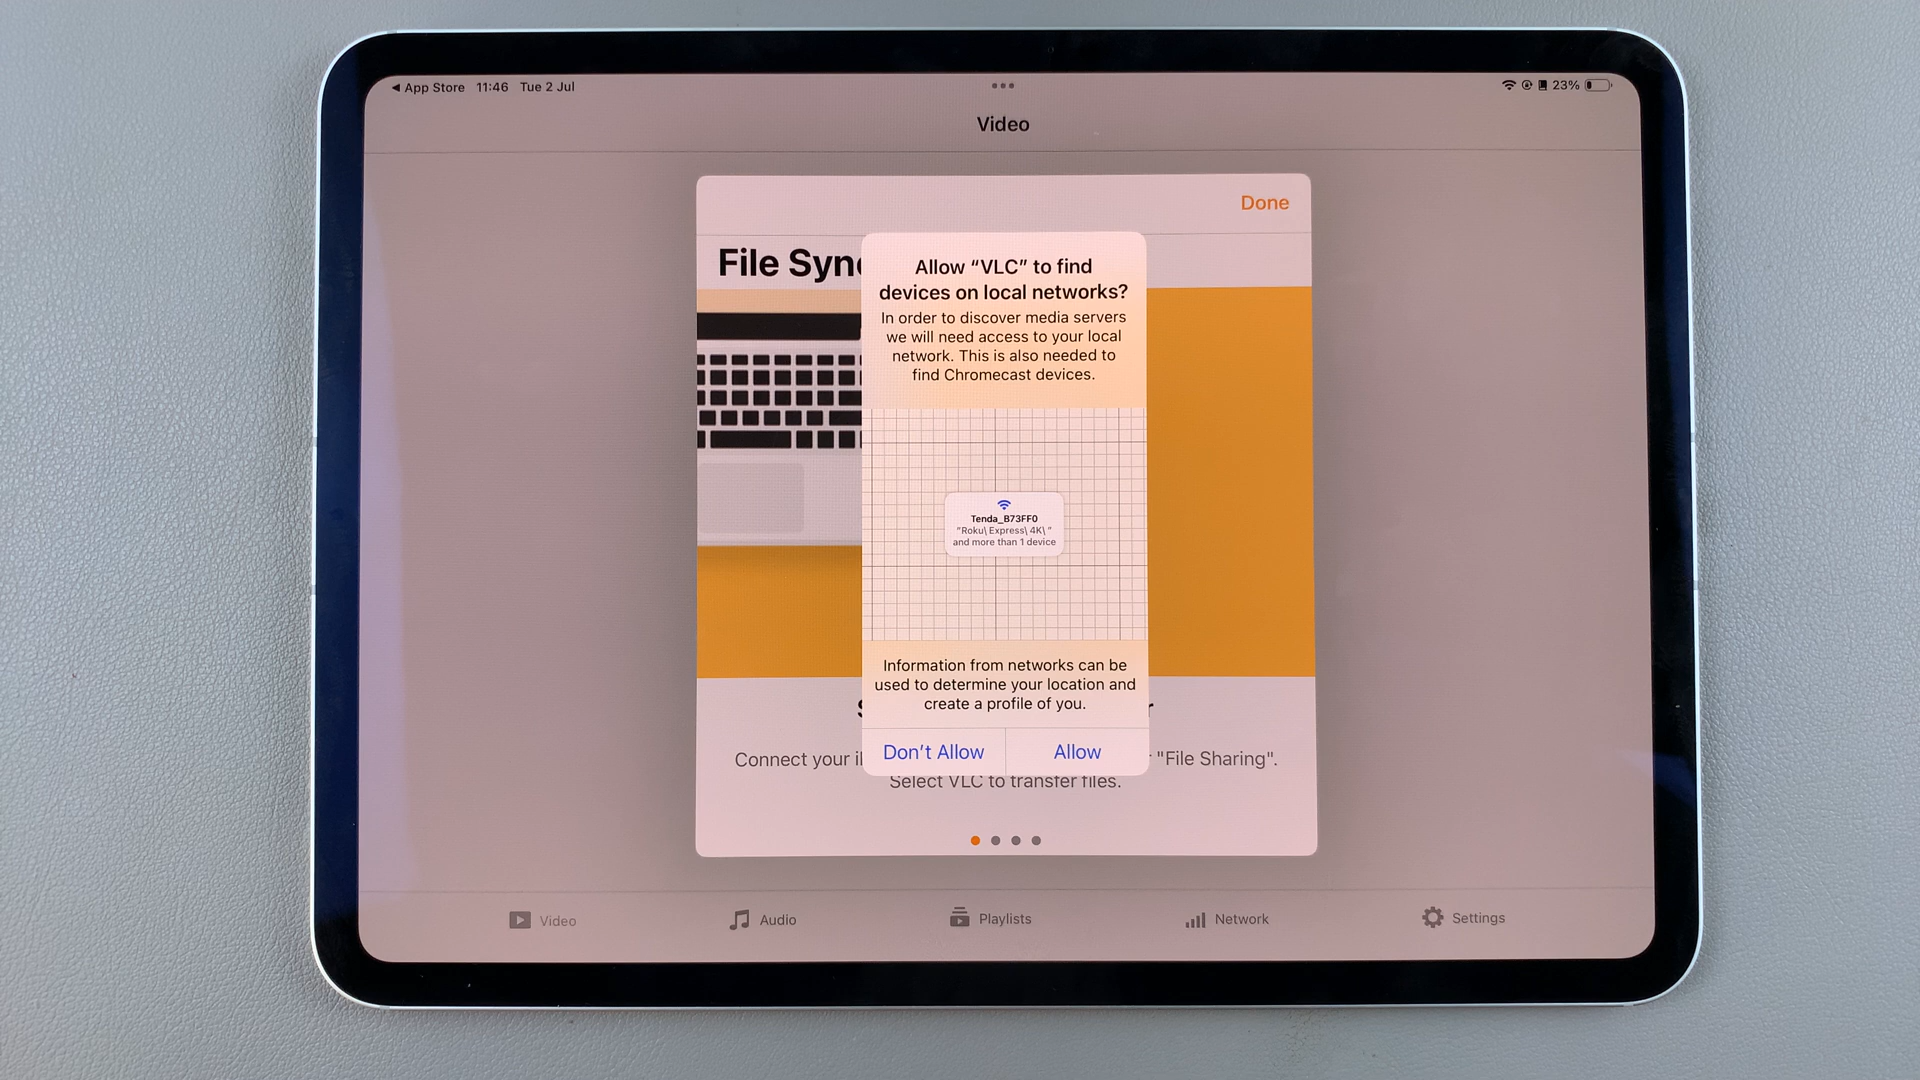 ◀ App Store 11:46 Tue 2 Jul
23%
Video
Done
File Sync
Allow “VLC” to find
devices on local networks?
In order to discover media servers
we will need access to your local
network. This is also needed to
find Chromecast devices.
Tenda_B73FF0
"Roku\ Express\ 4K\ "
and more than 1 device
Information from networks can be
used to determine your location and
create a profile of you.
Don’t Allow
Allow
Connect your
"File Sharing".
Select VLC to transfer files.
Video
Audio
Playlists
Network
Settings